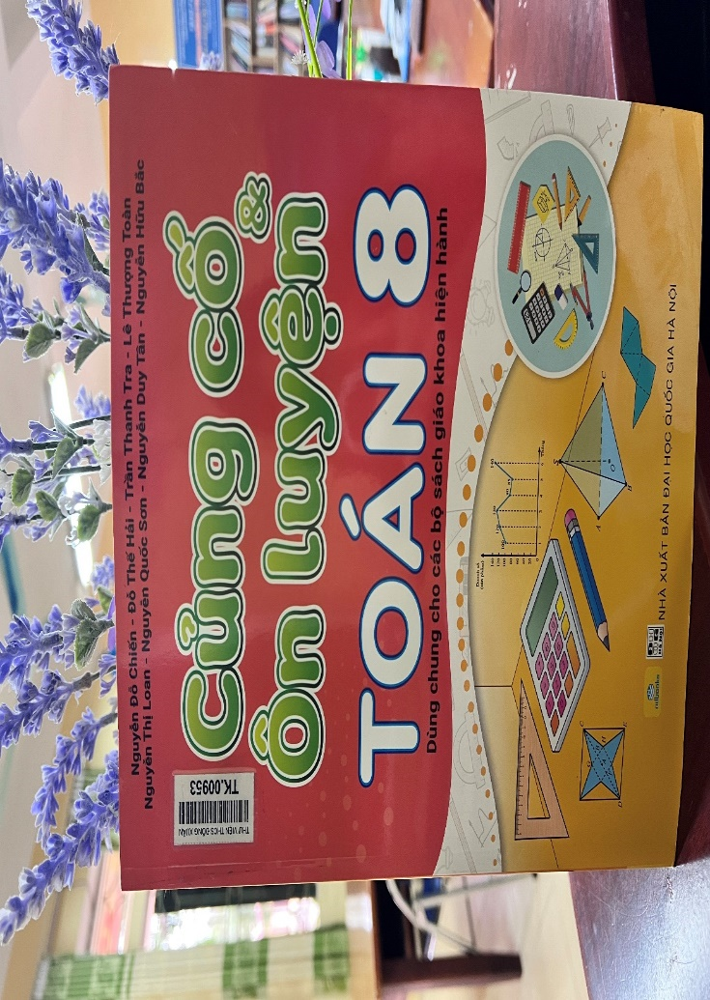 Nguyễn Đô Chiến - Đỗ Thế Hải - Trần Thanh Tra - Lê Thượng Toàn
Nguyễn Thị Loan - Nguyễn Quốc Sơn - Nguyễn Duy Tân - Nguyễn Hữu Bắc
THƯ VIỆN THCS ĐỒNG XUÂN
TK.00953
Củng cố &
Ôn luyện
TOÁN 8
Dùng chung cho các bộ sách giáo khoa hiện hành
NHÀ XUẤT BẢN ĐẠI HỌC QUỐC GIA HÀ NỘI